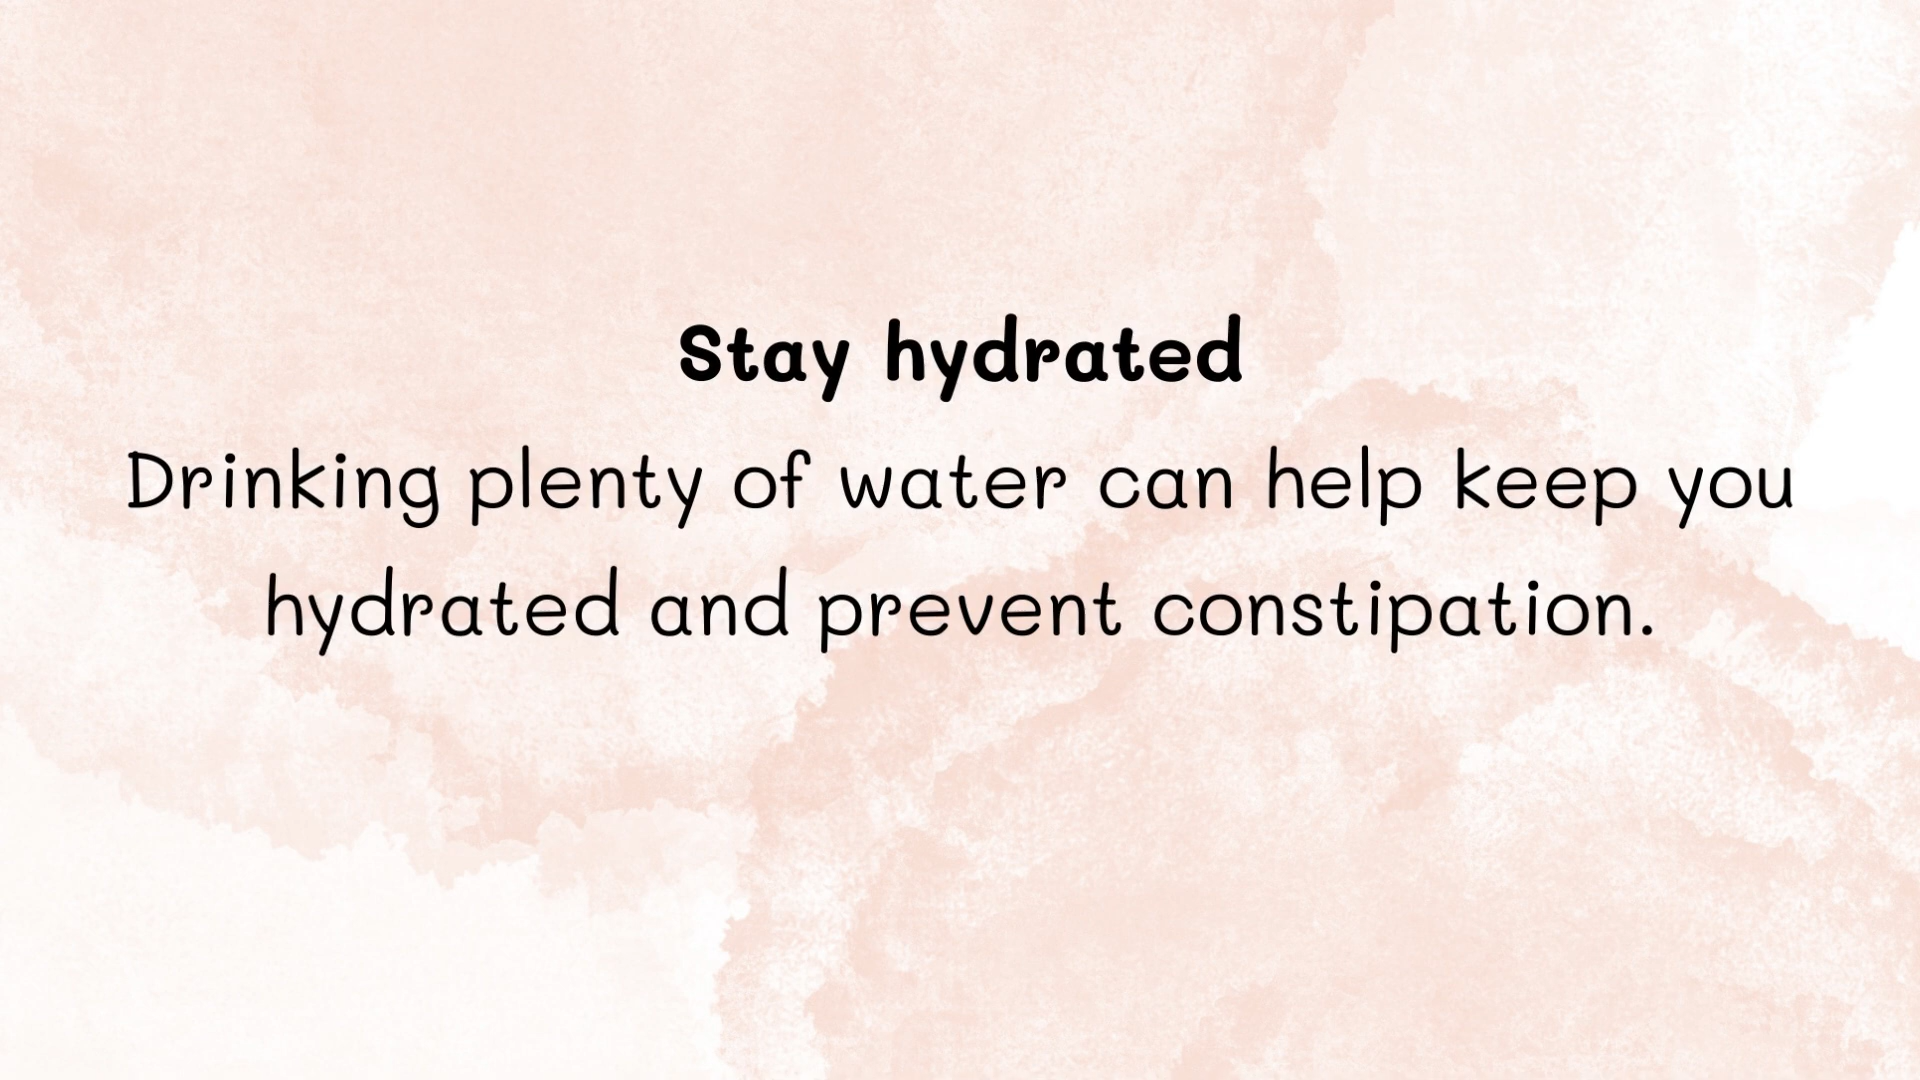 Stay hydrated
Drinking plenty of water can help keep you
hydrated and prevent constipation.